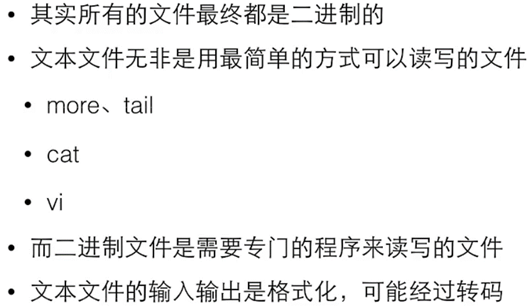 • 其实所有的文件最终都是二进制的
• 文本文件无非是用最简单的方式可以读写的文件
• more、tail
• cat
• vi
• 而二进制文件是需要专门的程序来读写的文件
• 文本文件的输入输出是格式化，可能经过转码